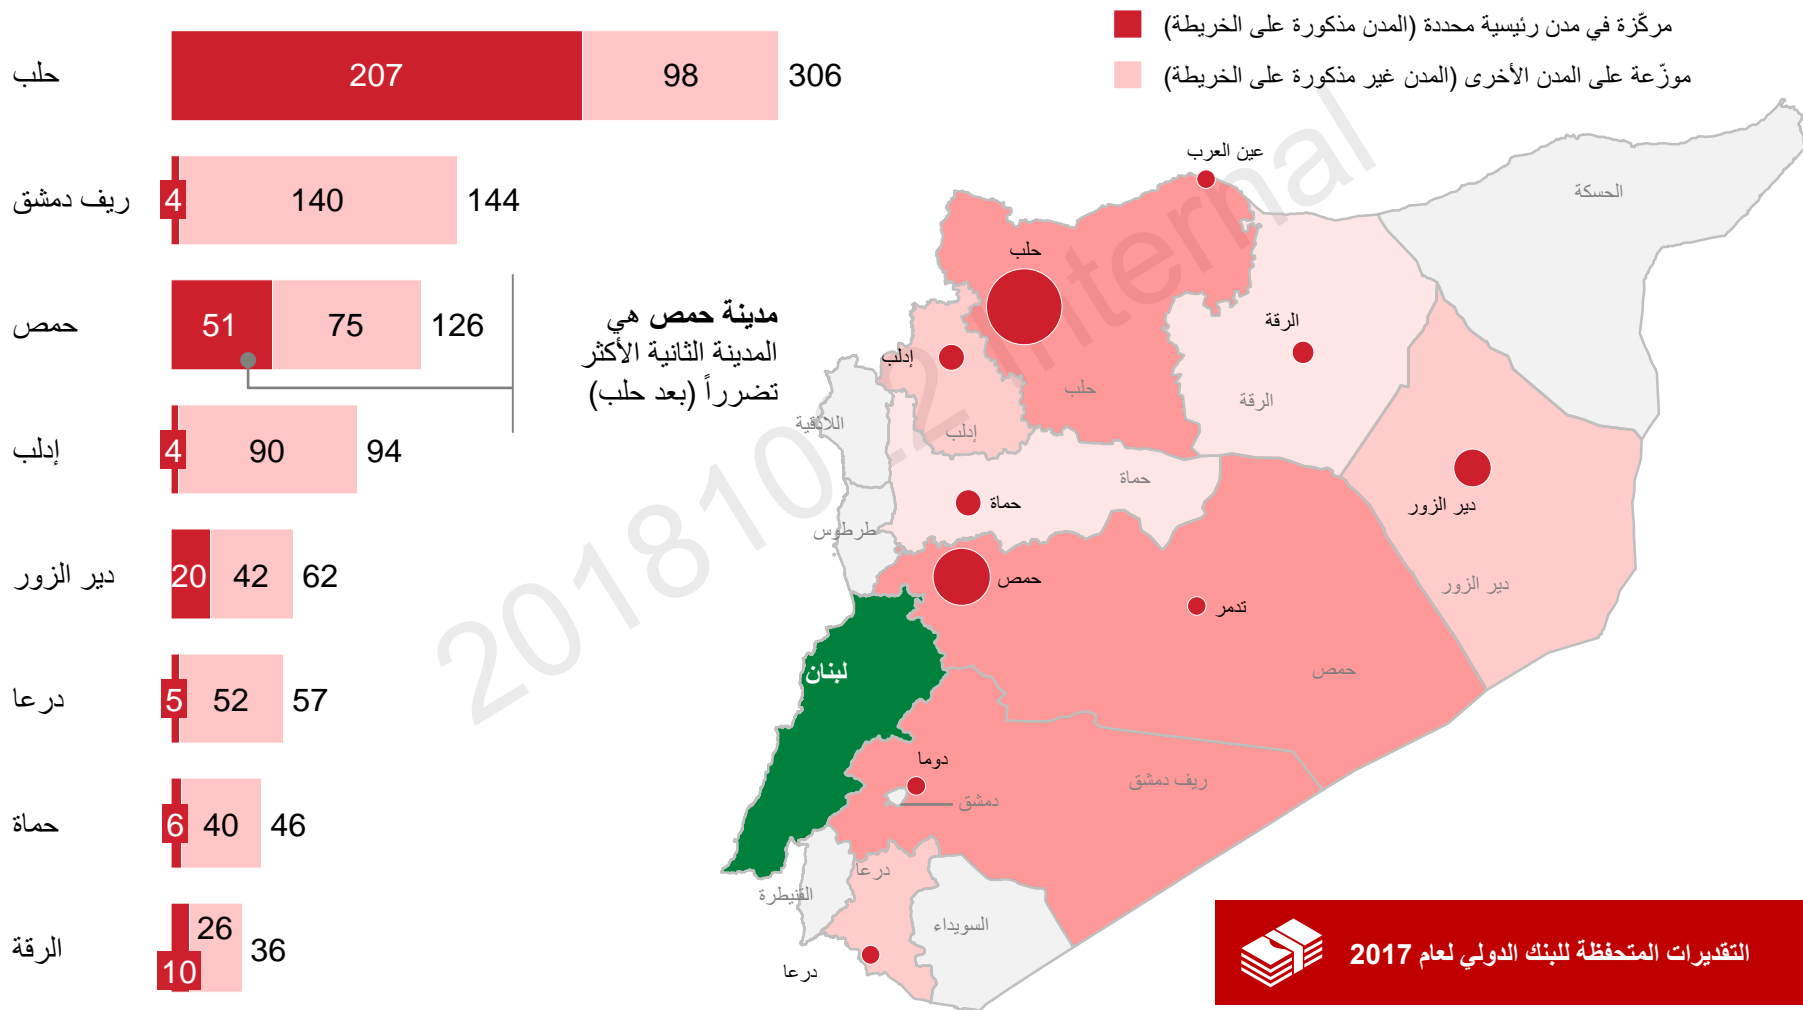 مركّزة في مدن رئيسية محددة (المدن مذكورة على الخريطة)
موزّعة على المدن الأخرى (المدن غير مذكورة على الخريطة)
حلب
207
98
306
ريف دمشق
4
140
144
حمص
51
75
126
مدينة حمص هي
المدينة الثانية الأكثر
تضرراً (بعد حلب)
إدلب
4
90
94
دير الزور
20
42
62
درعا
5
52
57
حماة
6
40
46
الرقة
10
26
36
عين العرب
الحسكة
حلب
حلب
الرقة
الرقة
إدلب
إدلب
اللاذقية
حماة
حماة
طرطوس
دير الزور
دير الزور
حمص
تدمر
حمص
لبنان
دوما
دمشق
ريف دمشق
درعا
القنيطرة
السويداء
درعا
20181022 Internal
التقديرات المتحفظة للبنك الدولي لعام 2017